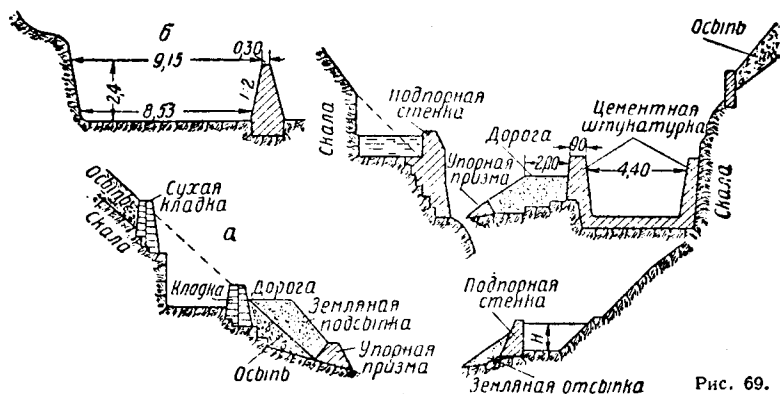 б
9,15
0,30
2,4
1:2
8,53
Скала
Подпорная
стенка
Осыпь
Цементная
штукатурка
Дорога
90
2,00
4,40
Упорная
призма
Скала
Осыпь
Скала
Сухая
кладка
а
Кладка
Дорога
Земляная
подсыпка
Упорная
призма
Осыпь
Подпорная
стенка
H
Земляная отсыпка
Рис. 69.